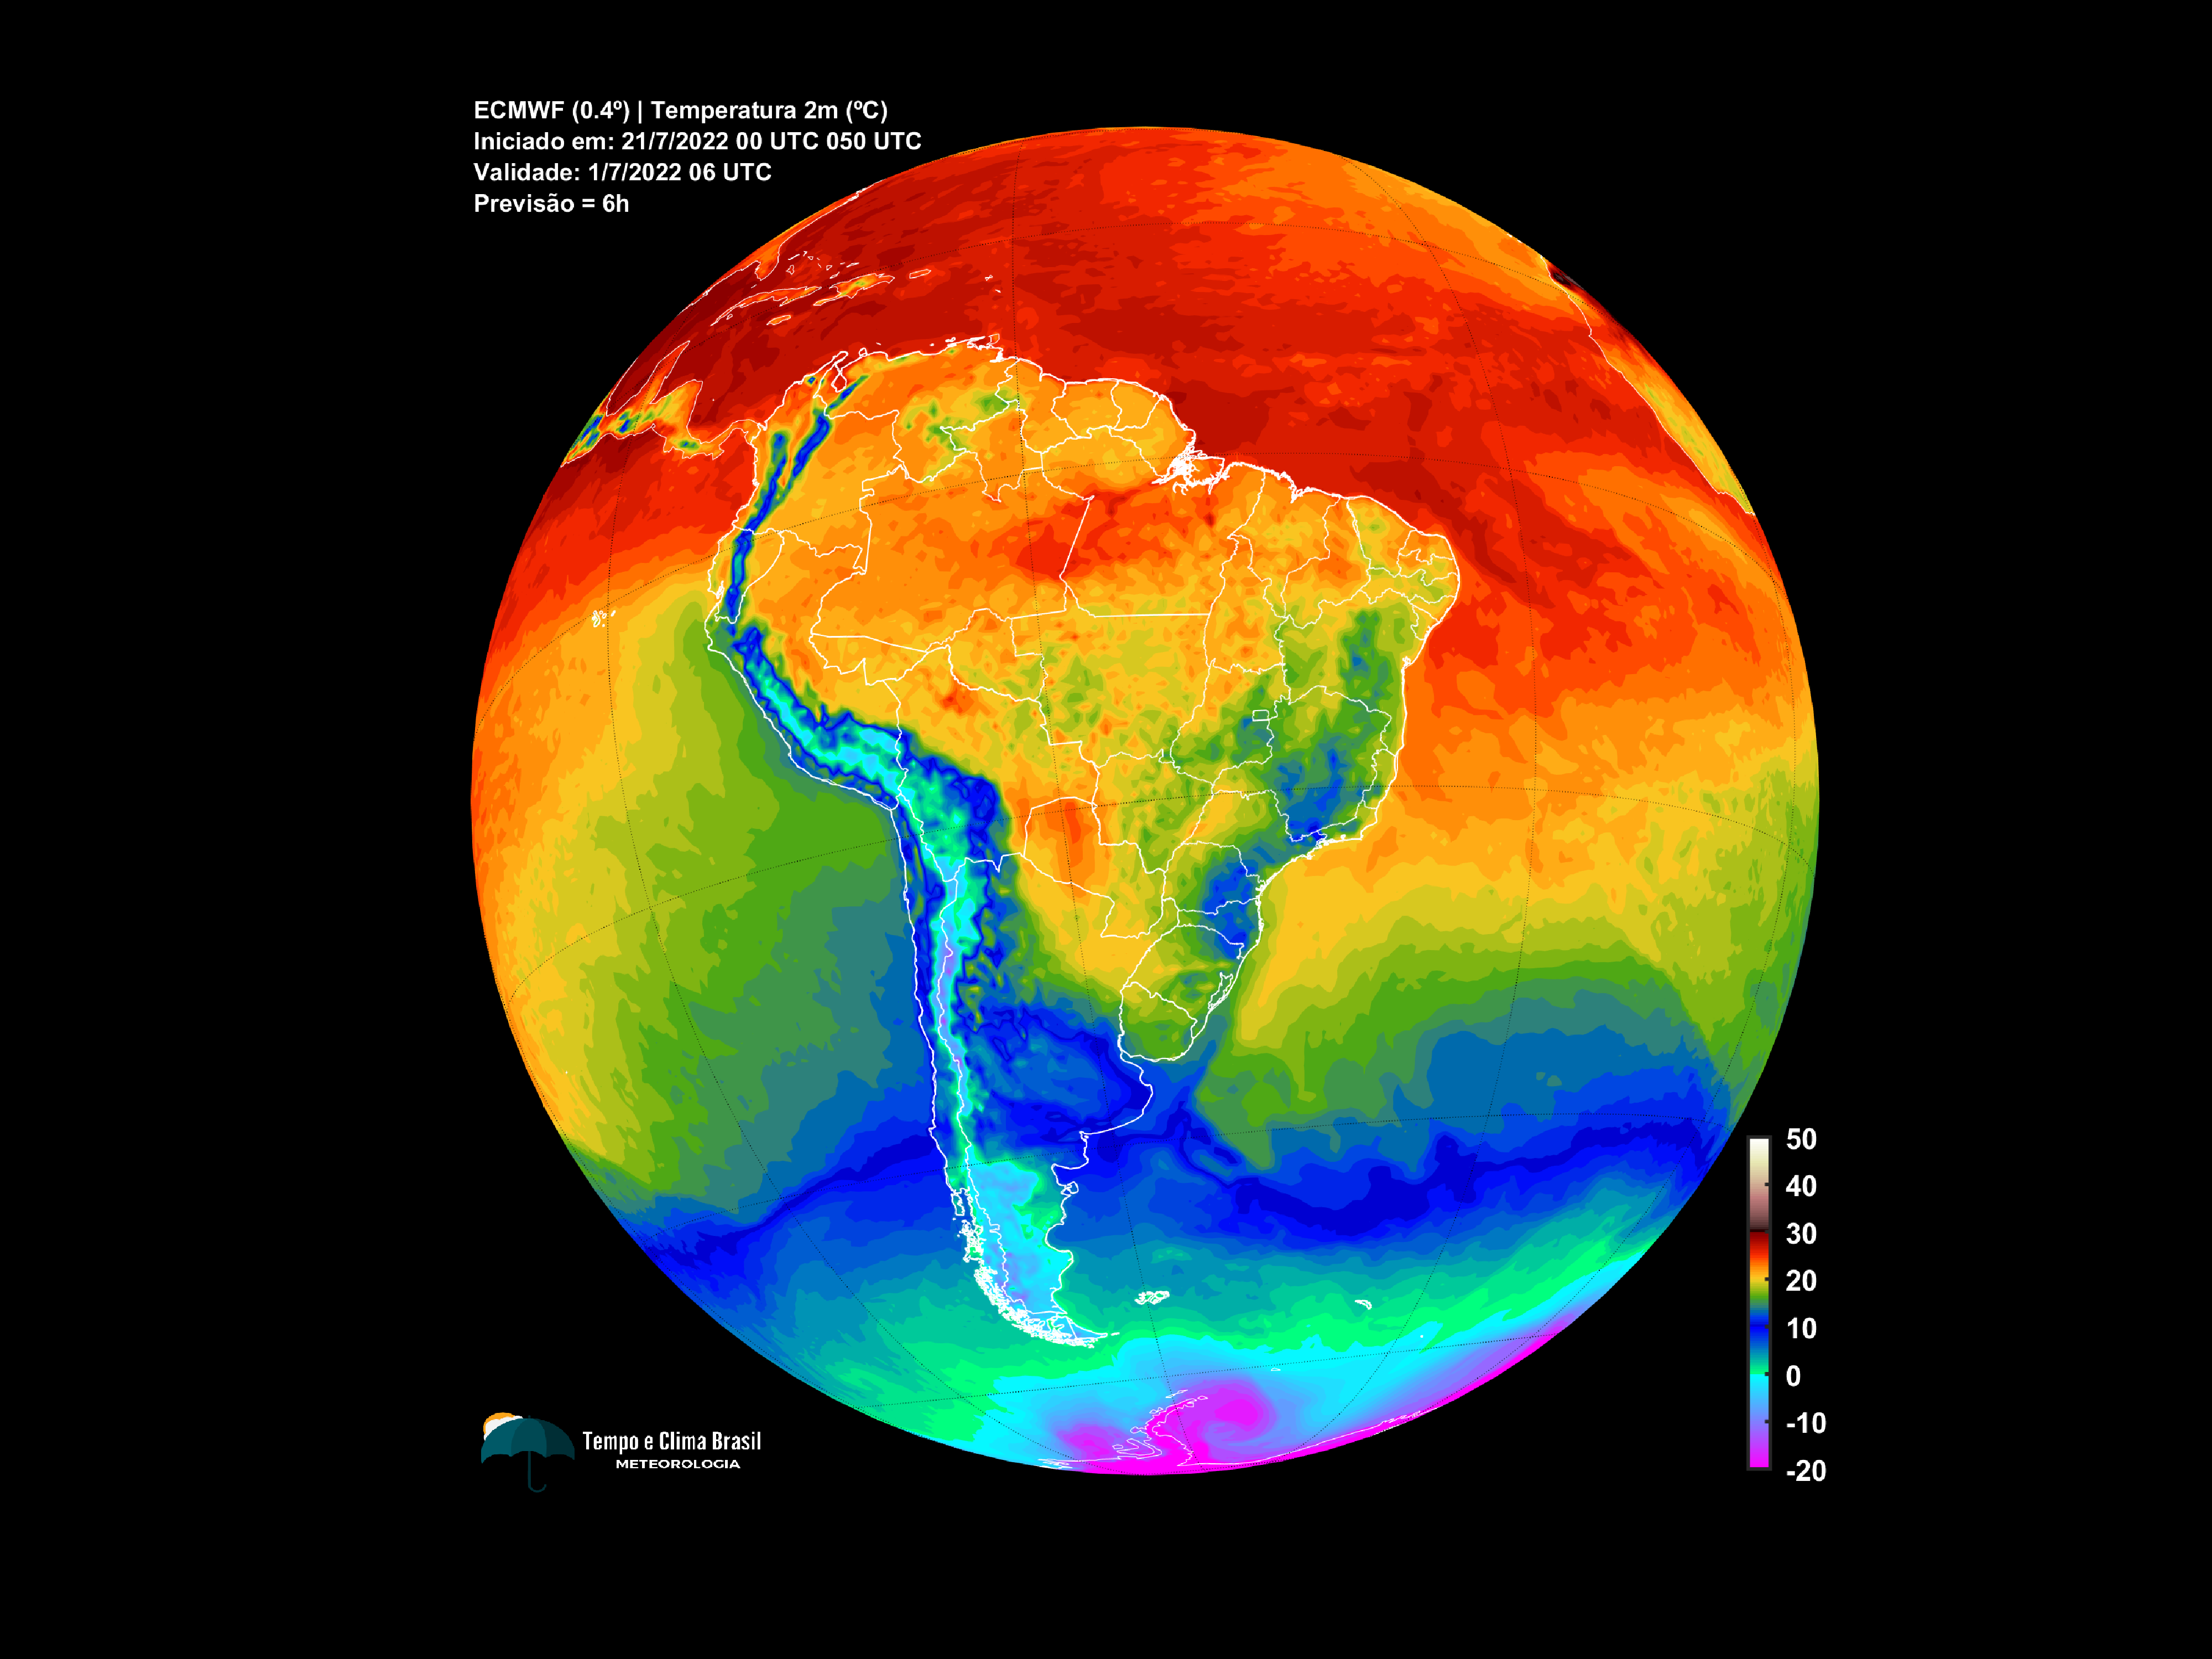 ECMWF (0.4º) | Temperatura 2m (ºC)
Iniciado em: 21/7/2022 00 UTC 050 UTC
Validade: 1/7/2022 06 UTC
Previsão = 6h
50
40
30
20
10
0
-10
-20
Tempo e Clima Brasil
METEOROLOGIA